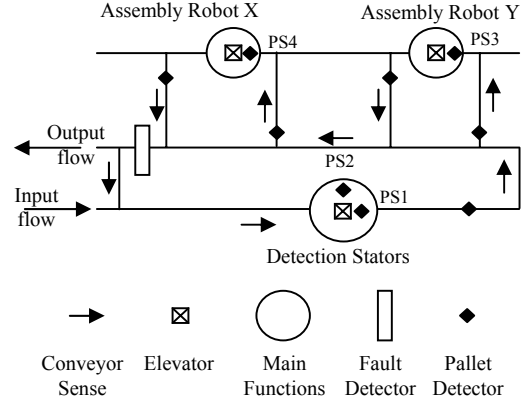 Assembly Robot X
Assembly Robot Y
PS4
PS3
Output
flow
PS2
Input
flow
PS1
Detection Stators
Conveyor
Sense
Elevator
Main
Functions
Fault
Detector
Pallet
Detector